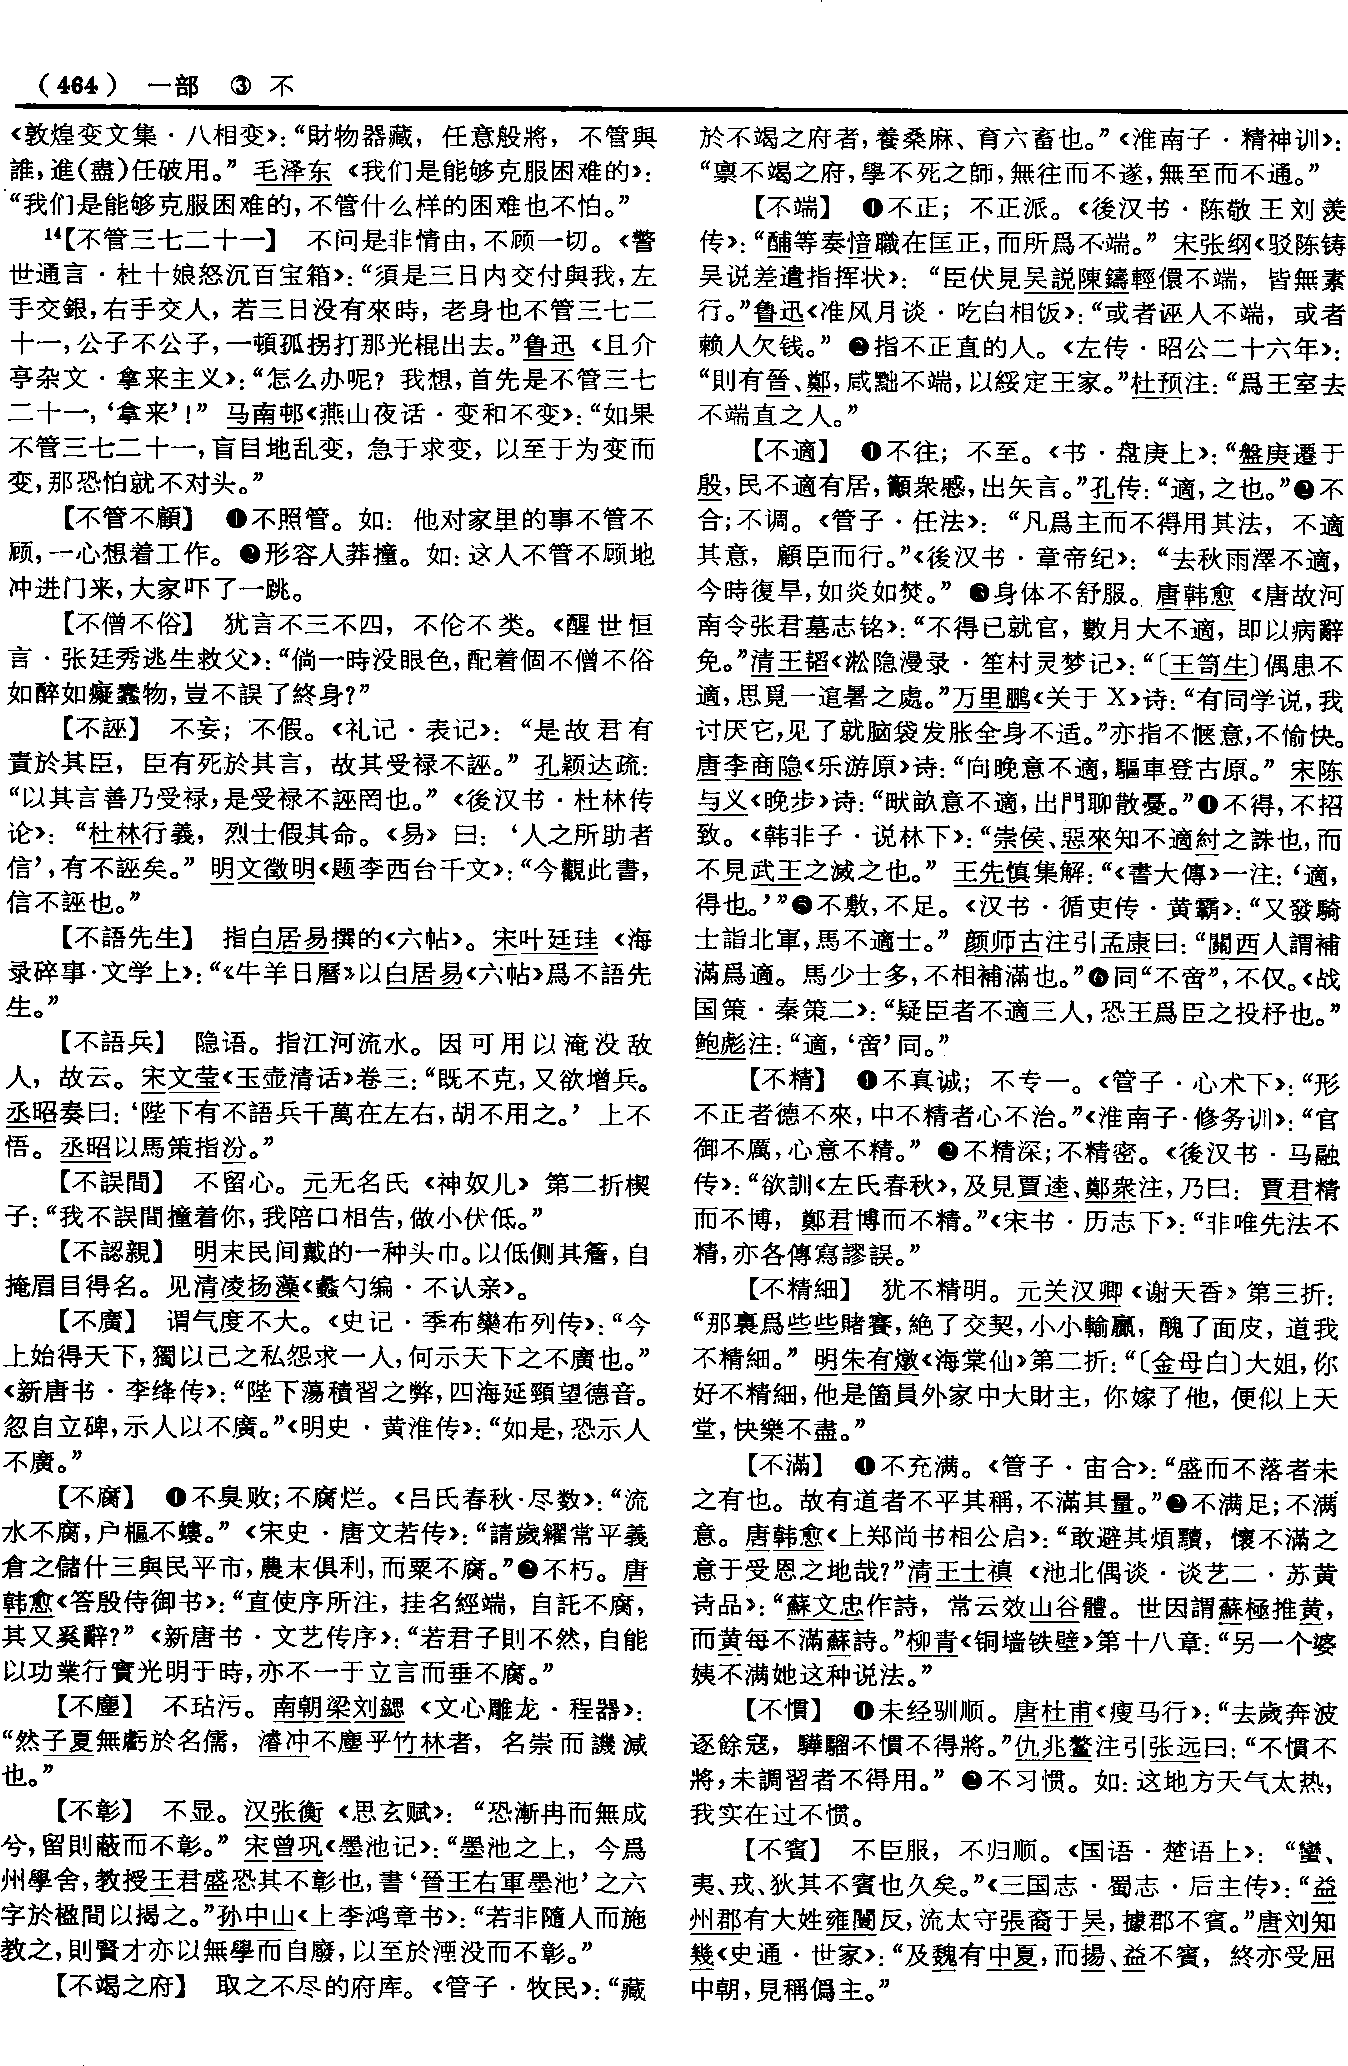 （464） 一部 ③ 不
《敦煌变文集·八相变》：“財物器藏，任意般將，不管與
誰，進（盡）任破用。”毛泽东《我们是能够克服困难的》：
“我们是能够克服困难的，不管什么样的困难也不怕。”
14【不管三七二十一】 不问是非情由，不顾一切。《警
世通言·杜十娘怒沉百宝箱》：“須是三日内交付與我，左
手交銀，右手交人，若三日没有來時，老身也不管三七二
十一，公子不公子，一頓孤拐打那光棍出去。”鲁迅《且介
亭杂文·拿来主义》：“怎么办呢？我想，首先是不管三七
二十一，‘拿来’！”马南邨《燕山夜话·变和不变》：“如果
不管三七二十一，盲目地乱变，急于求变，以至于为变而
变，那恐怕就不对头。”
【不管不顧】 ❶不照管。如：他对家里的事不管不
顾，一心想着工作。❷形容人莽撞。如：这人不管不顾地
冲进门来，大家吓了一跳。
【不僧不俗】 犹言不三不四，不伦不类。《醒世恒
言·张廷秀逃生救父》：“倘一時没眼色，配着個不僧不俗
如醉如癡蠢物，豈不誤了終身？”
【不誣】 不妄；不假。《礼记·表记》：“是故君有
責於其臣，臣有死於其言，故其受禄不誣。”孔颖达疏：
“以其言善乃受禄，是受禄不誣罔也。”《後汉书·杜林传
论》：“杜林行義，烈士假其命。《易》曰：‘人之所助者
信’，有不誣矣。”明文徵明《题李西台千文》：“今觀此書，
信不誣也。”
【不語先生】 指白居易撰的《六帖》。宋叶廷珪《海
录碎事·文学上》：“《牛羊日曆》以白居易《六帖》爲不語先
生。”
【不語兵】 隐语。指江河流水。因可用以淹没敌
人，故云。宋文莹《玉壶清话》卷三：“既不克，又欲增兵。
丞昭奏曰：‘陛下有不語兵千萬在左右，胡不用之。’上不
悟。丞昭以馬策指汾。”
【不誤間】 不留心。元无名氏《神奴儿》第二折楔
子：“我不誤間撞着你，我陪口相告，做小伏低。”
【不認親】 明末民间戴的一种头巾。以低侧其簷，自
掩眉目得名。见清凌扬藻《蠡勺编·不认亲》。
【不廣】 谓气度不大。《史记·季布欒布列传》：“今
上始得天下，獨以己之私怨求一人，何示天下之不廣也。”
《新唐书·李绛传》：“陛下蕩積習之弊，四海延頸望德音。
忽自立碑，示人以不廣。”《明史·黄淮传》：“如是，恐示人
不廣。”
【不腐】 ❶不臭败；不腐烂。《吕氏春秋·尽数》：“流
水不腐，户樞不螻。”《宋史·唐文若传》：“請歲糴常平義
倉之儲什三與民平市，農末俱利，而粟不腐。”❷不朽。唐
韩愈《答殷侍御书》：“直使序所注，挂名經端，自託不腐，
其又奚辭？”《新唐书·文艺传序》：“若君子則不然，自能
以功業行實光明于時，亦不一于立言而垂不腐。”
【不塵】 不玷污。南朝梁刘勰《文心雕龙·程器》：
“然子夏無虧於名儒，濬冲不塵乎竹林者，名崇而譏減
也。”
【不彰】 不显。汉张衡《思玄赋》：“恐漸冉而無成
兮，留則蔽而不彰。”宋曾巩《墨池记》：“墨池之上，今爲
州學舍，教授王君盛恐其不彰也，書‘晉王右軍墨池’之六
字於楹間以揭之。”孙中山《上李鸿章书》：“若非隨人而施
教之，則賢才亦以無學而自廢，以至於湮没而不彰。”
【不竭之府】 取之不尽的府库。《管子·牧民》：“藏
於不竭之府者，養桑麻、育六畜也。”《淮南子·精神训》：
“禀不竭之府，學不死之師，無往而不遂，無至而不通。”
【不端】 ❶不正；不正派。《後汉书·陈敬王刘羡
传》：“酺等奏愔職在匡正，而所爲不端。”宋张纲《驳陈铸
吴说差遣指挥状》：“臣伏見吴説陳鑄輕儇不端，皆無素
行。”鲁迅《准风月谈·吃白相饭》：“或者诬人不端，或者
赖人欠钱。”❷指不正直的人。《左传·昭公二十六年》：
“則有晉、鄭，咸黜不端，以綏定王家。”杜预注：“爲王室去
不端直之人。”
【不適】 ❶不往；不至。《书·盘庚上》：“盤庚遷于
殷，民不適有居，籲衆慼，出矢言。”孔传：“適，之也。”❷不
合；不调。《管子·任法》：“凡爲主而不得用其法，不適
其意，顧臣而行。”《後汉书·章帝纪》：“去秋雨澤不適，
今時復旱，如炎如焚。”❸身体不舒服。唐韩愈《唐故河
南令张君墓志铭》：“不得已就官，數月大不適，即以病辭
免。”清王韬《淞隐漫录·笙村灵梦记》：“〔王笥生〕偶患不
適，思覓一逭暑之處。”万里鹏《关于X》诗：“有同学说，我
讨厌它，见了就脑袋发胀全身不适。”亦指不惬意，不愉快。
唐李商隐《乐游原》诗：“向晚意不適，驅車登古原。”宋陈
与义《晚步》诗：“畎畝意不適，出門聊散憂。”❹不得，不招
致。《韩非子·说林下》：“崇侯、惡來知不適紂之誅也，而
不見武王之滅之也。”王先慎集解：“《書大傳》一注：‘適，
得也。’”❺不敷，不足。《汉书·循吏传·黄霸》：“又發騎
士詣北軍，馬不適士。”颜师古注引孟康曰：“關西人謂補
滿爲適。馬少士多，不相補滿也。”❻同“不啻”，不仅。《战
国策·秦策二》：“疑臣者不適三人，恐王爲臣之投杼也。”
鲍彪注：“適，‘啻’同。”
【不精】 ❶不真诚；不专一。《管子·心术下》：“形
不正者德不來，中不精者心不治。”《淮南子·修务训》：“官
御不厲，心意不精。”❷不精深；不精密。《後汉书·马融
传》：“欲訓《左氏春秋》，及見賈逵、鄭衆注，乃曰：賈君精
而不博，鄭君博而不精。”《宋书·历志下》：“非唯先法不
精，亦各傳寫謬誤。”
【不精細】 犹不精明。元关汉卿《谢天香》第三折：
“那裏爲些些賭賽，絶了交契，小小輸贏，醜了面皮，道我
不精細。”明朱有燉《海棠仙》第二折：“〔金母白〕大姐，你
好不精細，他是箇員外家中大財主，你嫁了他，便似上天
堂，快樂不盡。”
【不滿】 ❶不充满。《管子·宙合》：“盛而不落者未
之有也。故有道者不平其稱，不滿其量。”❷不满足；不满
意。唐韩愈《上郑尚书相公启》：“敢避其煩黷，懷不滿之
意于受恩之地哉？”清王士禛《池北偶谈·谈艺二·苏黄
诗品》：“蘇文忠作詩，常云效山谷體。世因謂蘇極推黄，
而黄每不滿蘇詩。”柳青《铜墙铁壁》第十八章：“另一个婆
姨不满她这种说法。”
【不慣】 ❶未经驯顺。唐杜甫《瘦马行》：“去歲奔波
逐餘寇，驊騮不慣不得將。”仇兆鳌注引张远曰：“不慣不
將，未調習者不得用。”❷不习惯。如：这地方天气太热，
我实在过不惯。
【不賓】 不臣服，不归顺。《国语·楚语上》：“蠻、
夷、戎、狄其不賓也久矣。”《三国志·蜀志·后主传》：“益
州郡有大姓雍闓反，流太守張裔于吴，據郡不賓。”唐刘知
幾《史通·世家》：“及魏有中夏，而揚、益不賓，終亦受屈
中朝，見稱僞主。”